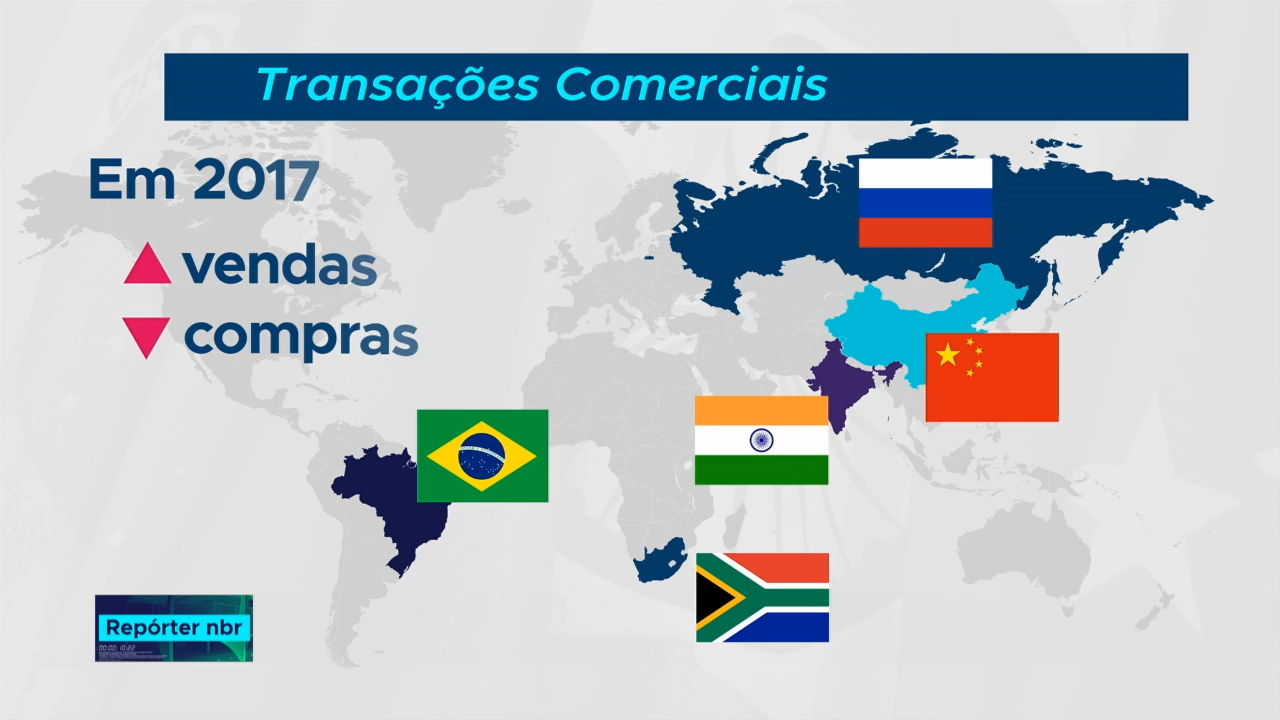 Transações Comerciais
Em 2017
vendas
compras
Repórter nbr